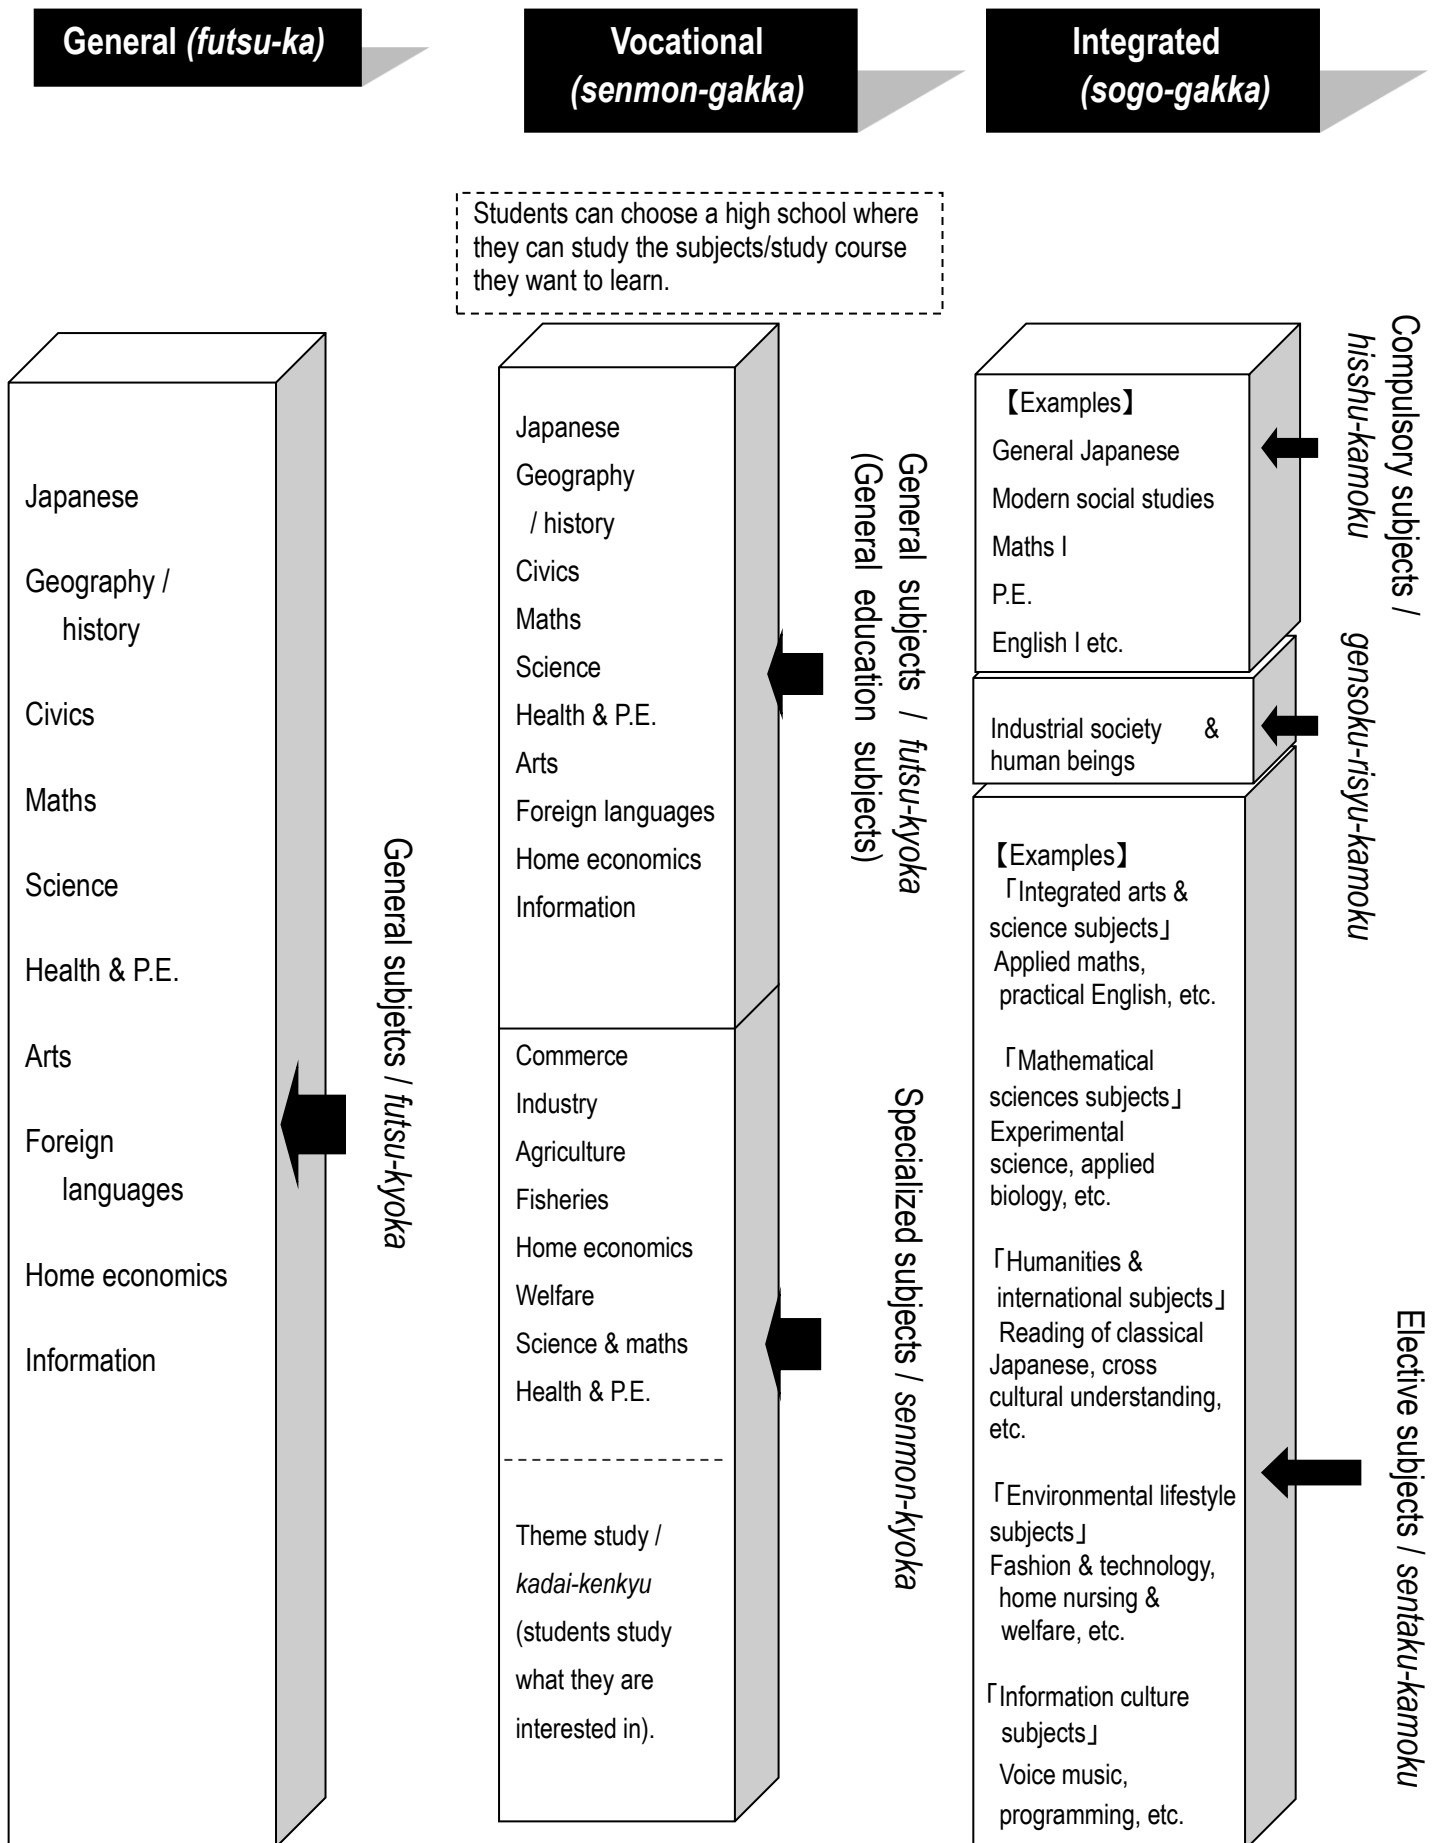 General (futsu-ka)
Vocational
(senmon-gakka)
Integrated
(sogo-gakka)
Students can choose a high school where
they can study the subjects/study course
they want to learn.
Japanese
Geography /
history
Civics
Maths
Science
Health & P.E.
Arts
Foreign
languages
Home economics
Information
General subjetcs / futsu-kyoka
Japanese
Geography
/ history
Civics
Maths
Science
Health & P.E.
Arts
Foreign languages
Home economics
Information
General subjects / futsu-kyoka
(General education subjects)
Commerce
Industry
Agriculture
Fisheries
Home economics
Welfare
Science & maths
Health & P.E.
Theme study /
kadai-kenkyu
(students study
what they are
interested in).
Specialized subjects / senmon-kyoka
【Examples】
General Japanese
Modern social studies
Maths I
P.E.
English I etc.
Compulsory subjects /
hisshu-kamoku
Industrial society &
human beings
gensoku-risyu-kamoku
【Examples】
「Integrated arts &
science subjects」
Applied maths,
practical English, etc.
「Mathematical
sciences subjects」
Experimental
science, applied
biology, etc.
「Humanities &
international subjects」
Reading of classical
Japanese, cross
cultural understanding,
etc.
「Environmental lifestyle
subjects」
Fashion & technology,
home nursing &
welfare, etc.
「Information culture
subjects」
Voice music,
programming, etc.
Elective subjects / sentaku-kamoku